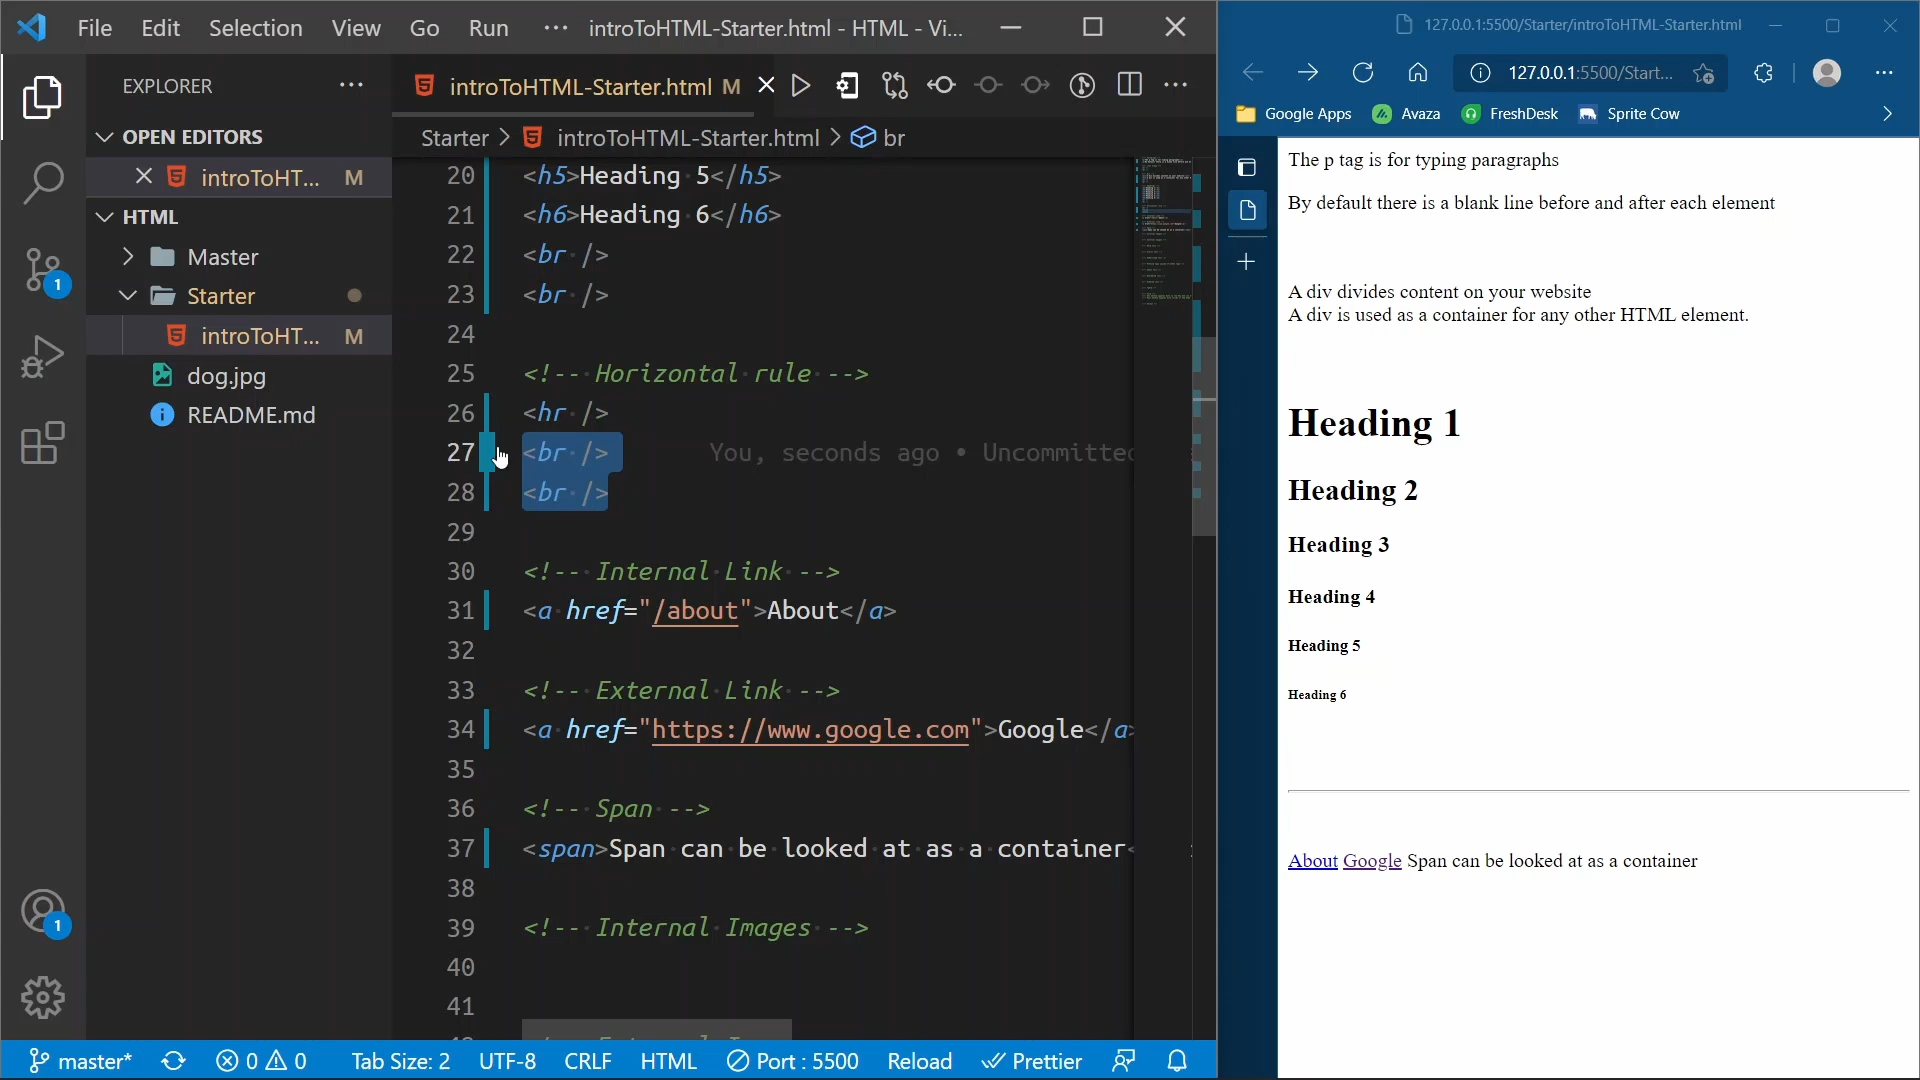 File Edit Selection View Go Run ··· introToHTML-Starter.html - HTML - Vi...
EXPLORER
OPEN EDITORS
introToHT... M
HTML
Master
Starter
introToHT... M
dog.jpg
README.md
1
1
introToHTML-Starter.html M
Starter > introToHTML-Starter.html > br
20 <h5>Heading 5</h5>
21 <h6>Heading 6</h6>
22 <br />
23 <br />
24
25 <!-- Horizontal rule -->
26 <hr />
27 <br /> You, seconds ago • Uncommitted
28 <br />
29
30 <!-- Internal Link -->
31 <a href="/about">About</a>
32
33 <!-- External Link -->
34 <a href="https://www.google.com">Google</a>
35
36 <!-- Span -->
37 <span>Span can be looked at as a container<
38
39 <!-- Internal Images -->
40
41
master* 0 0 Tab Size: 2 UTF-8 CRLF HTML Port : 5500 Reload Prettier
127.0.0.1:5500/Starter/introToHTML-Starter.html
127.0.0.1:5500/Start...
Google Apps Avaza FreshDesk Sprite Cow
The p tag is for typing paragraphs
By default there is a blank line before and after each element
A div divides content on your website
A div is used as a container for any other HTML element.
Heading 1
Heading 2
Heading 3
Heading 4
Heading 5
Heading 6
About Google Span can be looked at as a container